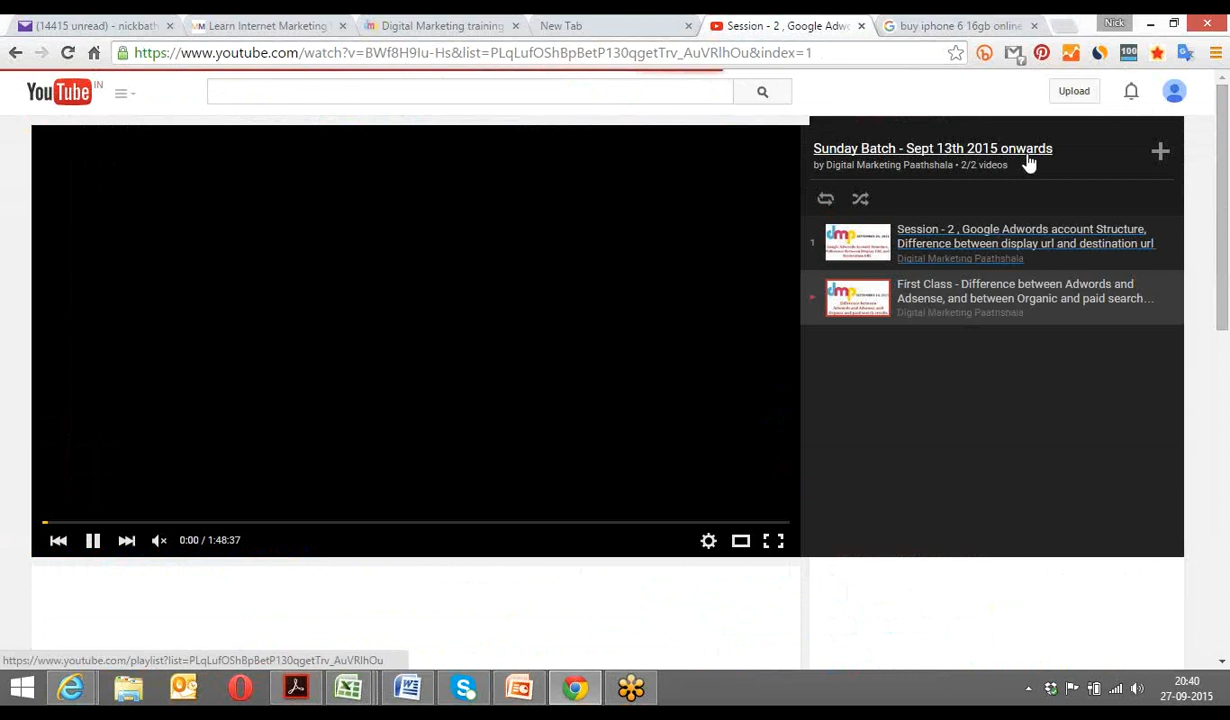 (14415 unread) - nickbath
Learn Internet Marketing
Digital Marketing training
New Tab
Session - 2 , Google Adwo
buy iphone 6 16gb online
Nick
https://www.youtube.com/watch?v=BWf8H9Iu-Hs&list=PLqLufOShBpBetP130qgetTrv_AuVRlhOu&index=1
100
YouTube IN
Upload
Sunday Batch - Sept 13th 2015 onwards
by Digital Marketing Paathshala • 2/2 videos
1
dmp
Session - 2 , Google Adwords account Structure,
Difference between display url and destination url
Digital Marketing Paathshala
dmp
First Class - Difference between Adwords and
Adsense, and between Organic and paid search...
Digital Marketing Paathshala
0:00 / 1:48:37
https://www.youtube.com/playlist?list=PLqLufOShBpBetP130qgetTrv_AuVRlhOu
20:40
27-09-2015